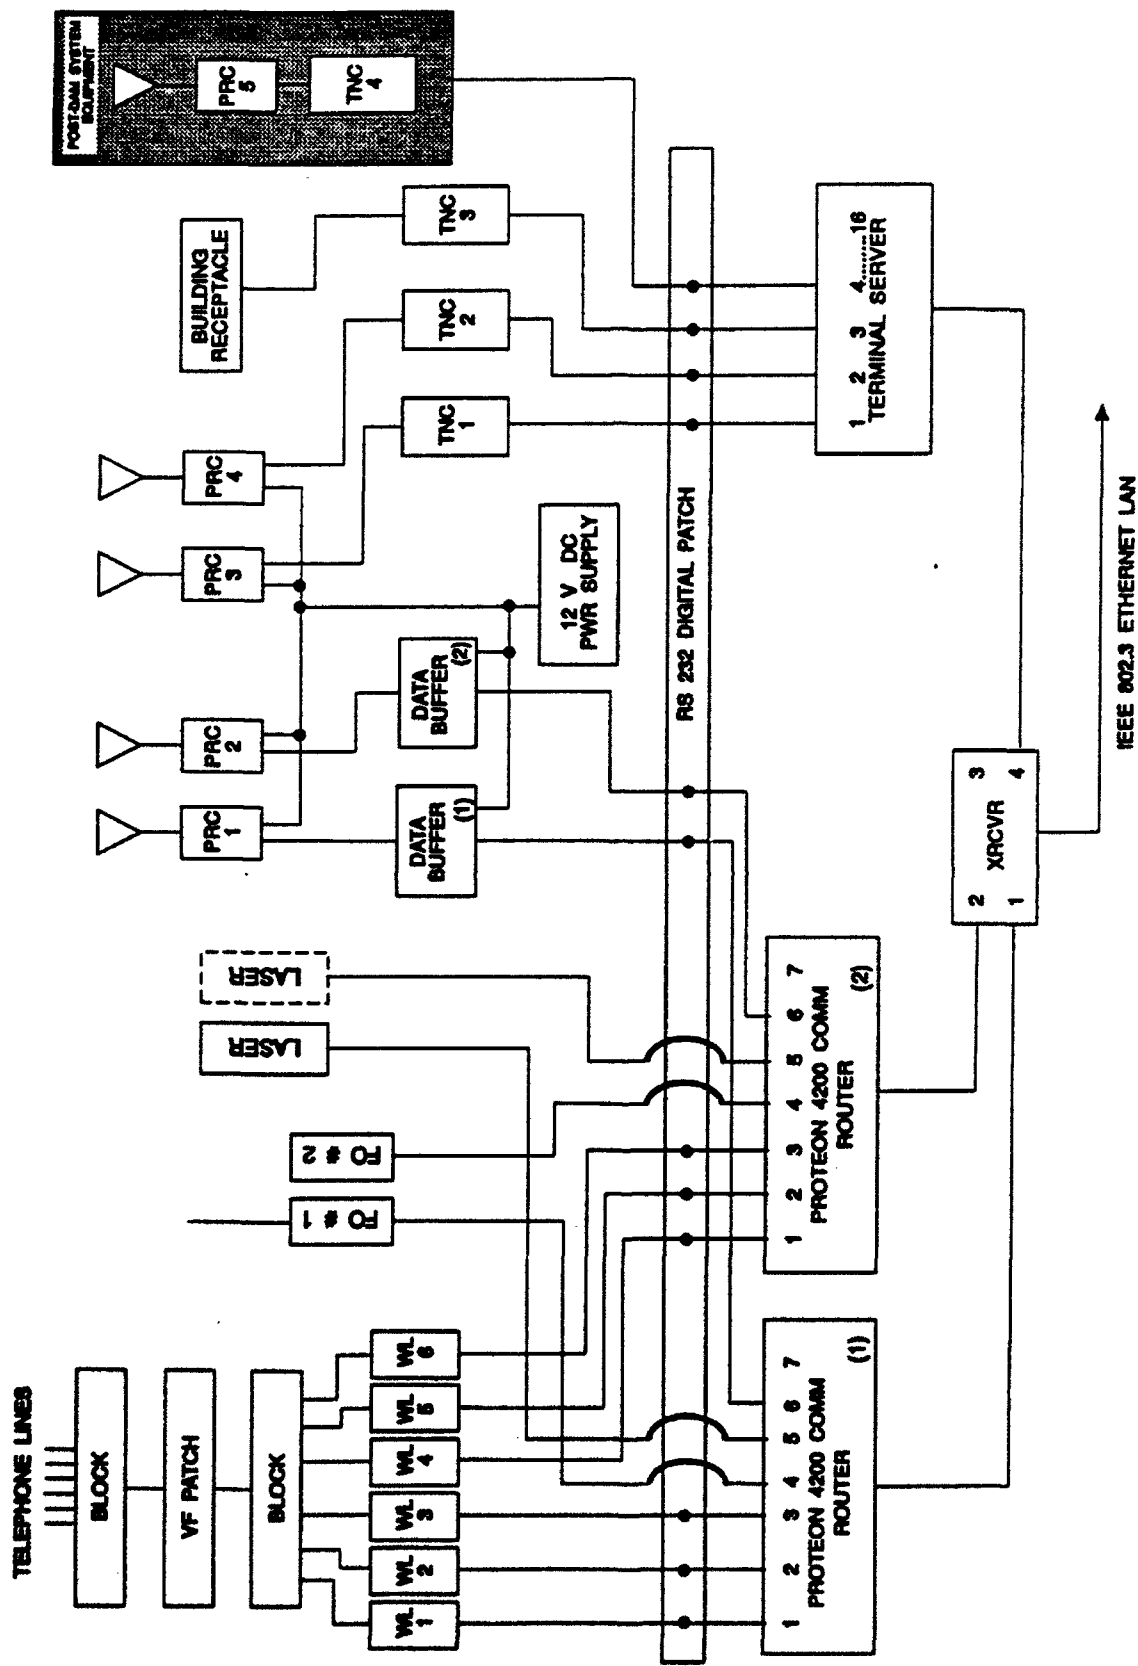 TELEPHONE LINES
BLOCK
VF PATCH
BLOCK
WL
1
WL
2
WL
3
WL
4
WL
5
WL
6
TO # 1
TO # 2
LASER
LASER
PRC
1
PRC
2
PRC
3
PRC
4
DATA
BUFFER
(1)
DATA
BUFFER
(2)
12 V DC
PWR SUPPLY
BUILDING
RECEPTACLE
TNC
1
TNC
2
TNC
3
POST-DAM SYSTEM
EQUIPMENT
PRC
5
TNC
4
RS 232 DIGITAL PATCH
1 2 3 4 5 6 7
PROTEON 4200 COMM
ROUTER
(1)
1 2 3 4 5 6 7
PROTEON 4200 COMM
ROUTER
(2)
1 2 3 4........16
TERMINAL SERVER
2 3
XRCVR
1 4
IEEE 802.3 ETHERNET LAN